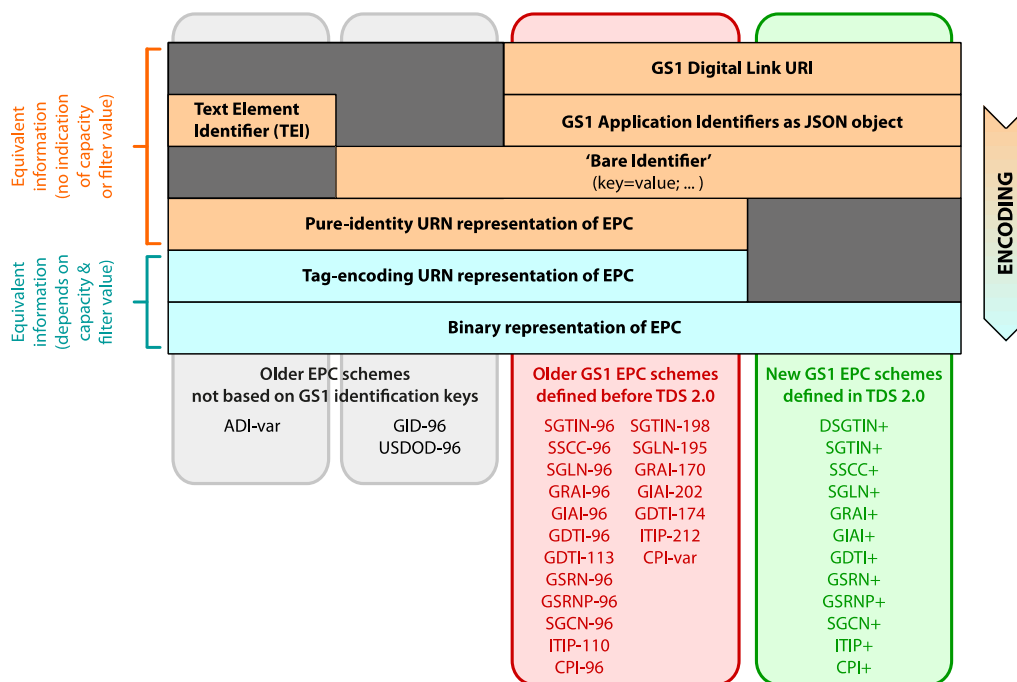 GS1 Digital Link URI
Text Element
Identifier (TEI)
GS1 Application Identifiers as JSON object
‘Bare Identifier’
(key=value; ... )
Pure-identity URN representation of EPC
Tag-encoding URN representation of EPC
Binary representation of EPC
Equivalent
information
(no indication
of capacity
or filter value)
Equivalent
information
(depends on
capacity &
filter value)
ENCODING
Older EPC schemes
not based on GS1 identification keys
ADI-var
GID-96
USDOD-96
Older GS1 EPC schemes
defined before TDS 2.0
SGTIN-96 SGTIN-198
SSCC-96 SGLN-195
SGLN-96 GRAI-170
GRAI-96 GIAI-202
GIAI-96 GDTI-174
GDTI-96 ITIP-212
GDTI-113 CPI-var
GSRN-96
GSRNP-96
SGCN-96
ITIP-110
CPI-96
New GS1 EPC schemes
defined in TDS 2.0
DSGTIN+
SGTIN+
SSCC+
SGLN+
GRAI+
GIAI+
GDTI+
GSRN+
GSRNP+
SGCN+
ITIP+
CPI+